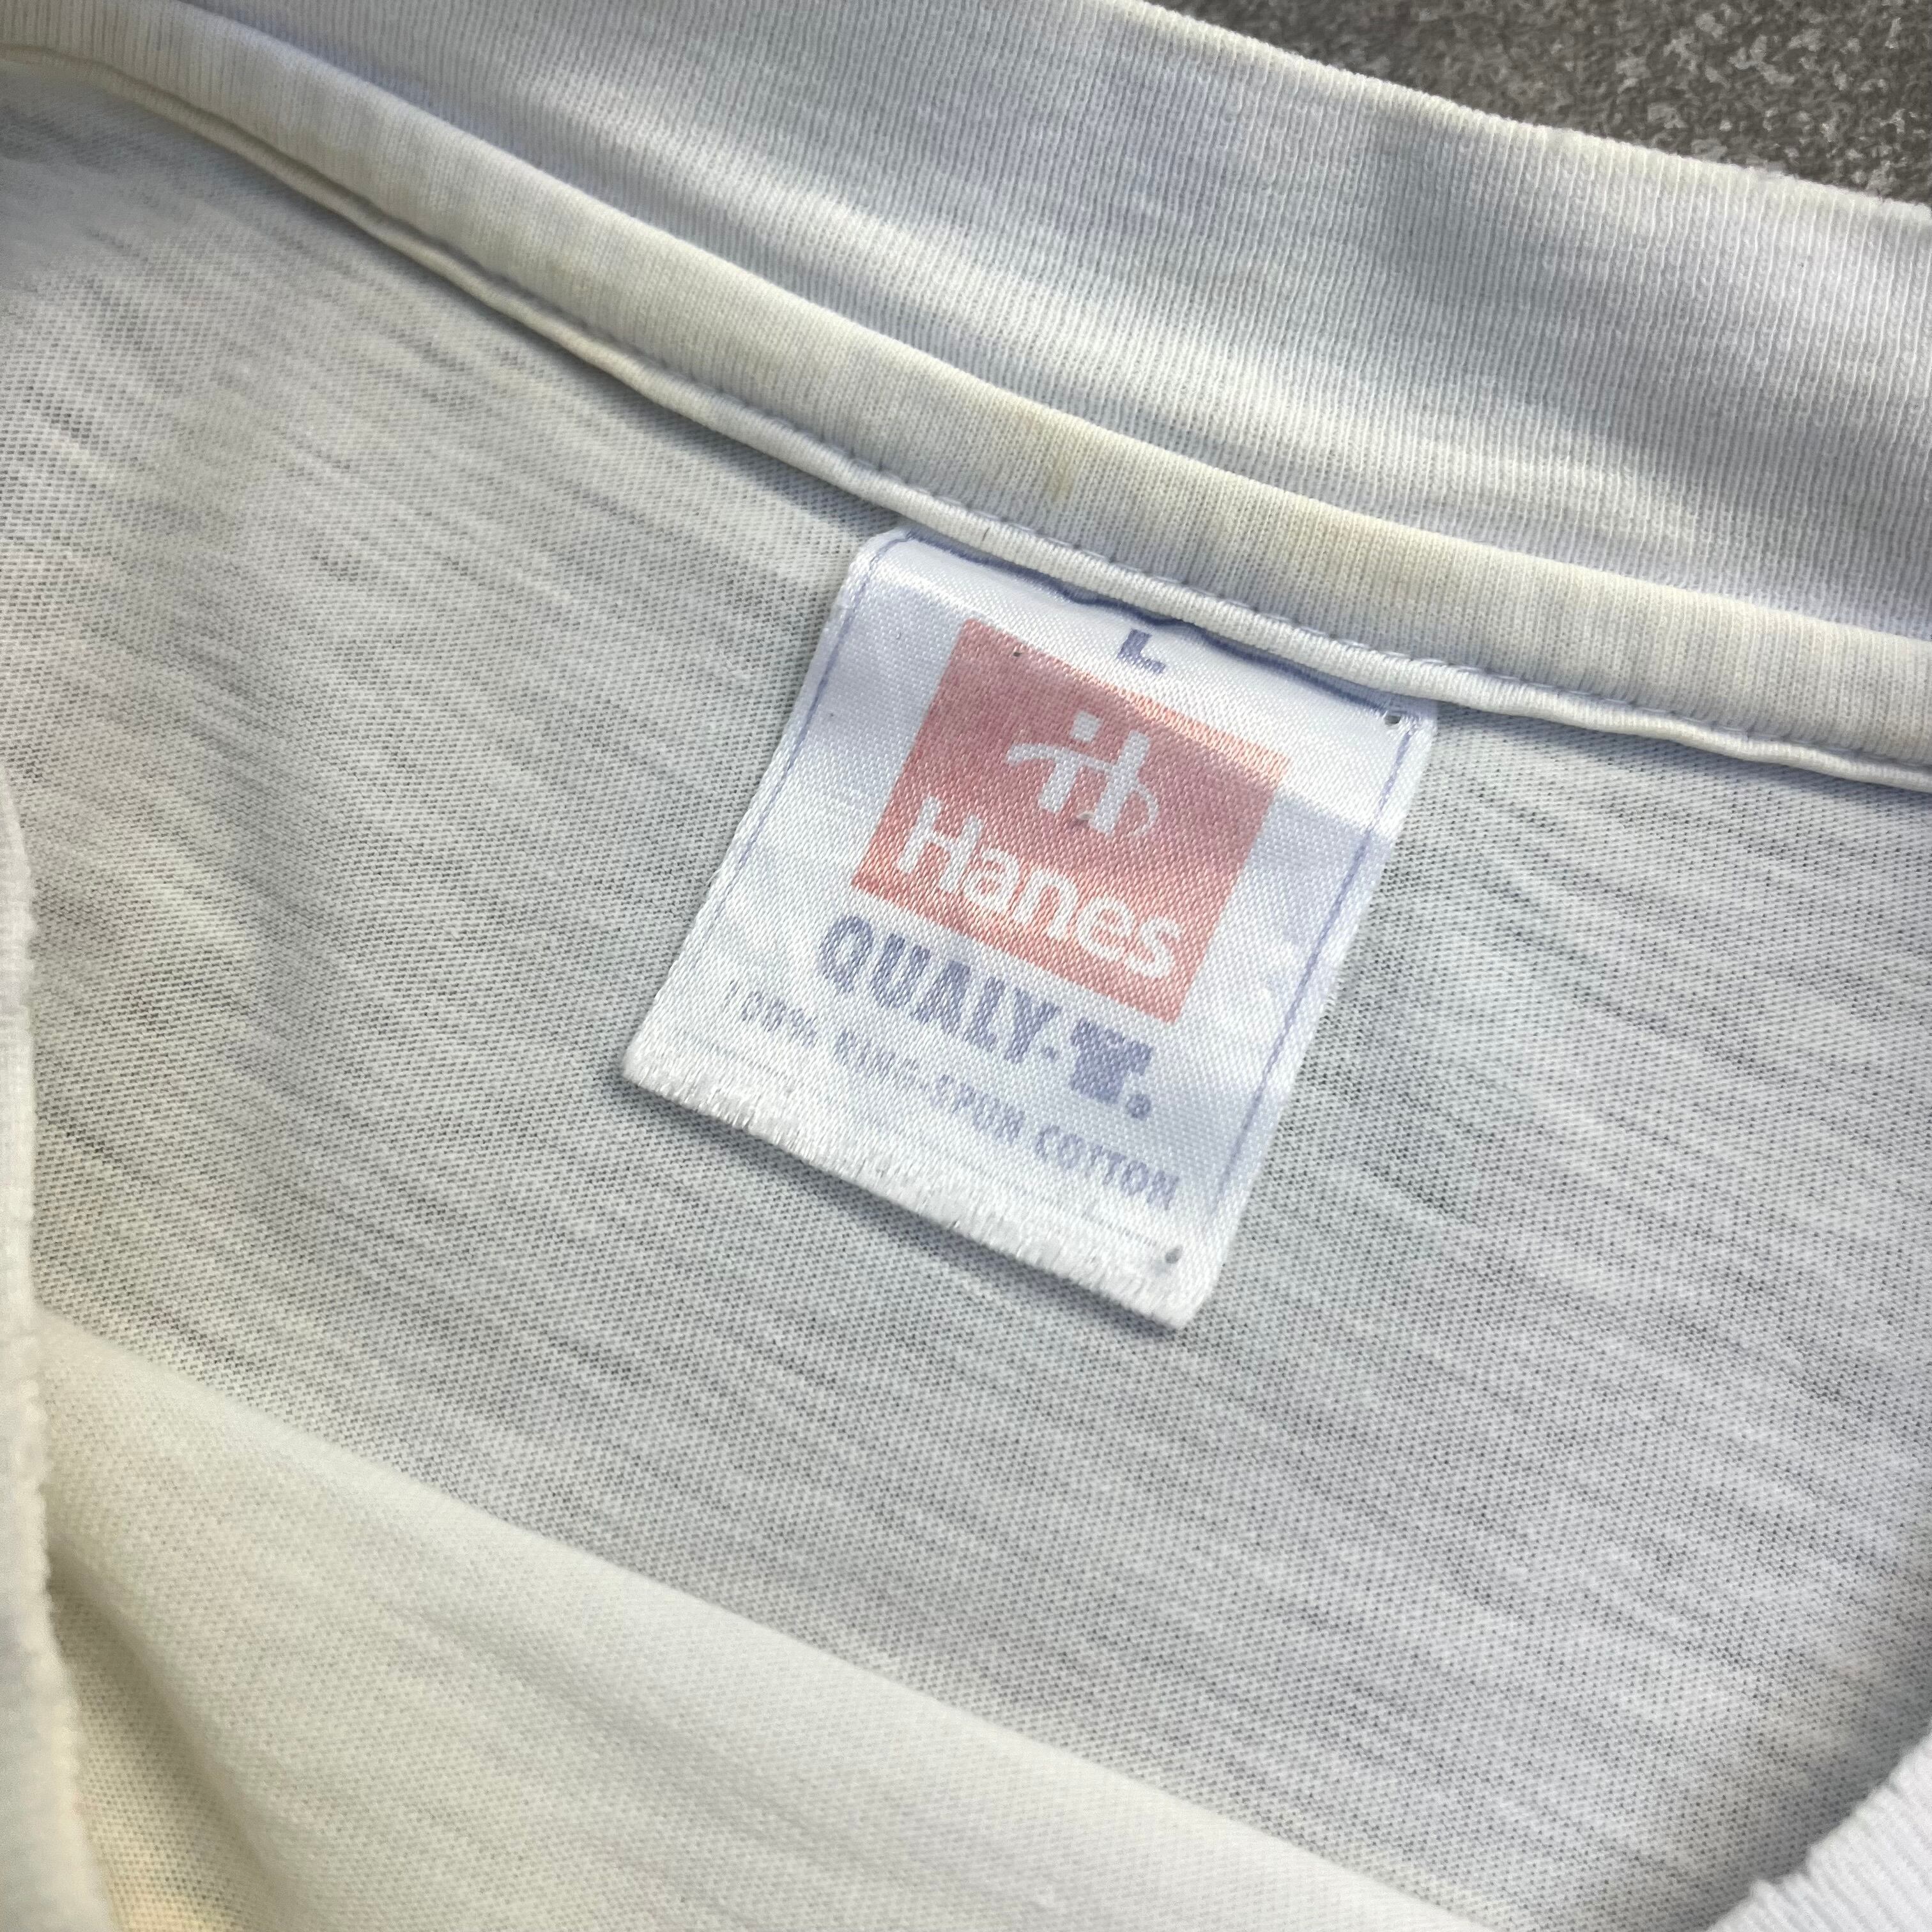 L
Hanes
QUALY-T.
100% RING-SPUN COTTON